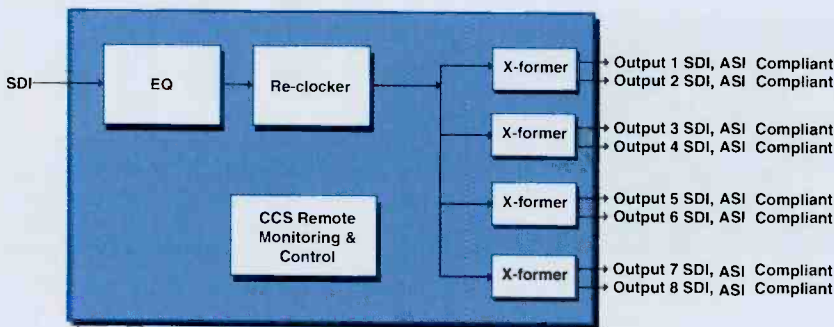 SDI
EQ
Re-clocker
X-former
Output 1 SDI, ASI Compliant
Output 2 SDI, ASI Compliant
X-former
Output 3 SDI, ASI Compliant
Output 4 SDI, ASI Compliant
CCS Remote
Monitoring &
Control
X-former
Output 5 SDI, ASI Compliant
Output 6 SDI, ASI Compliant
X-former
Output 7 SDI, ASI Compliant
Output 8 SDI, ASI Compliant